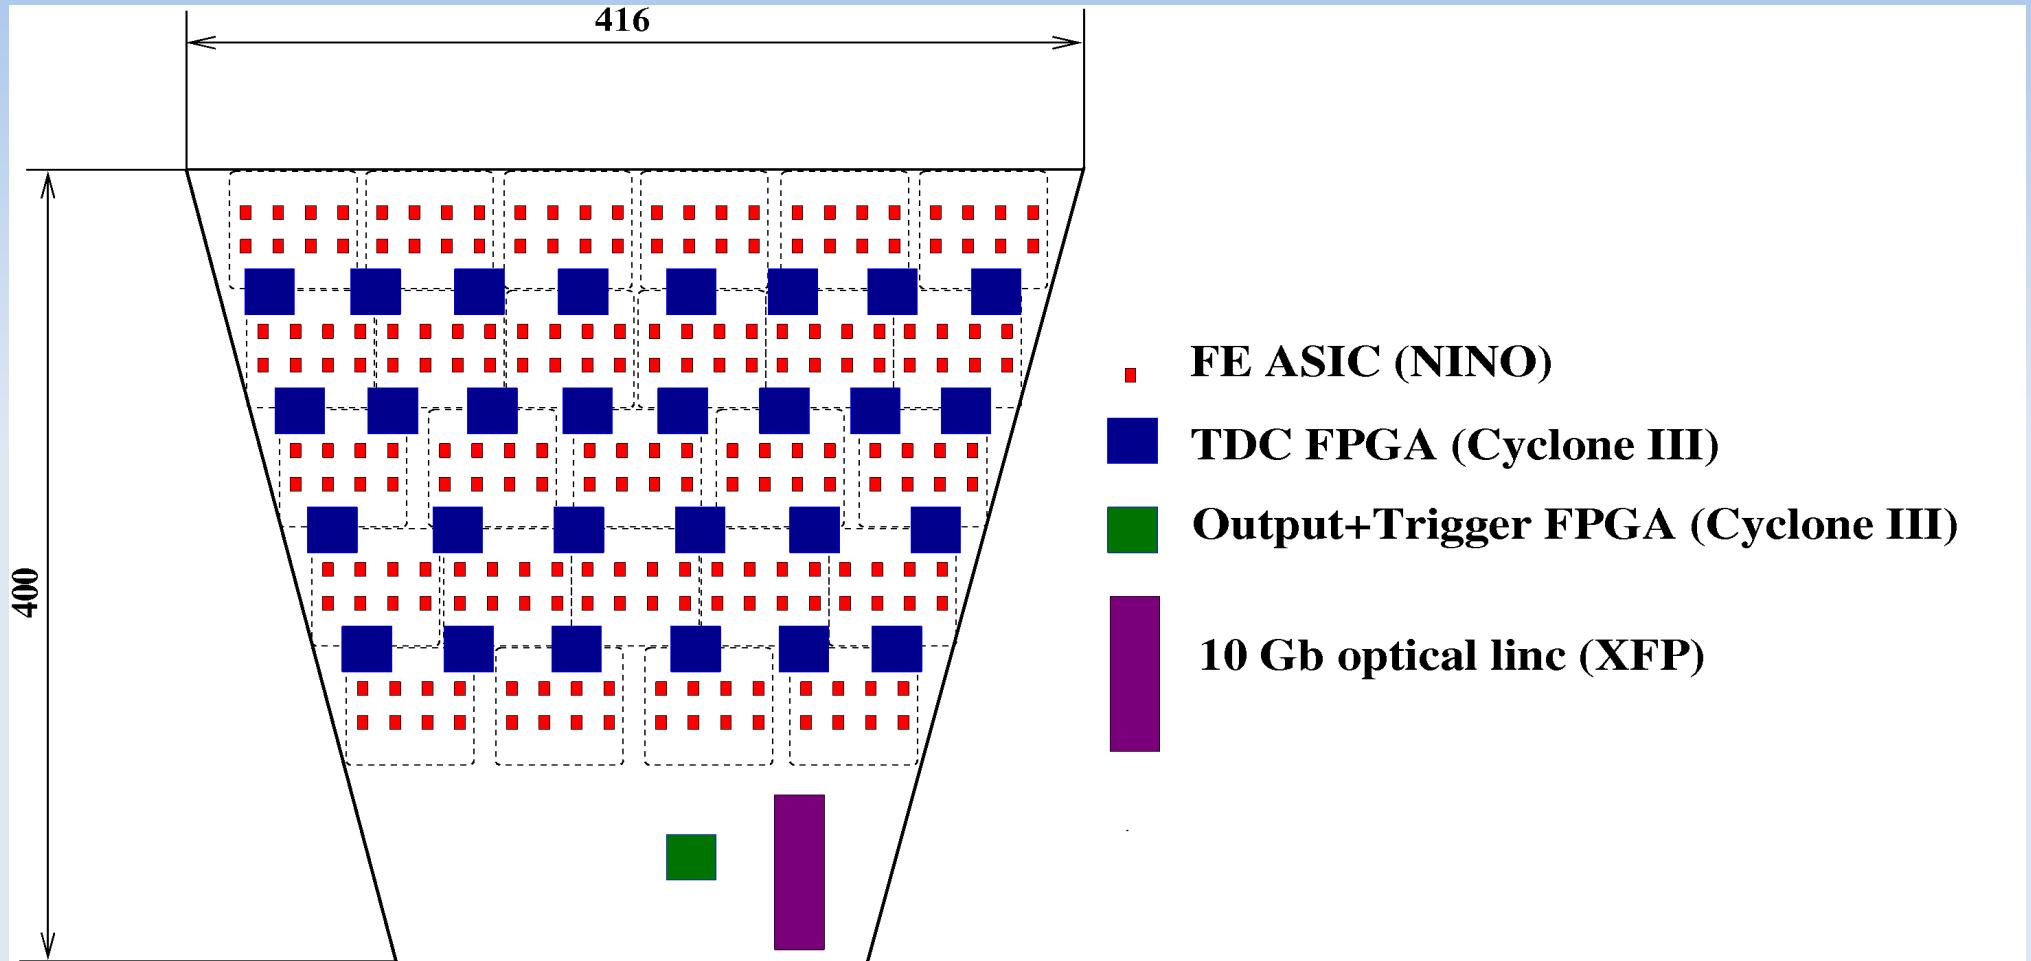 416
400
FE ASIC (NINO)
TDC FPGA (Cyclone III)
Output+Trigger FPGA (Cyclone III)
10 Gb optical linc (XFP)